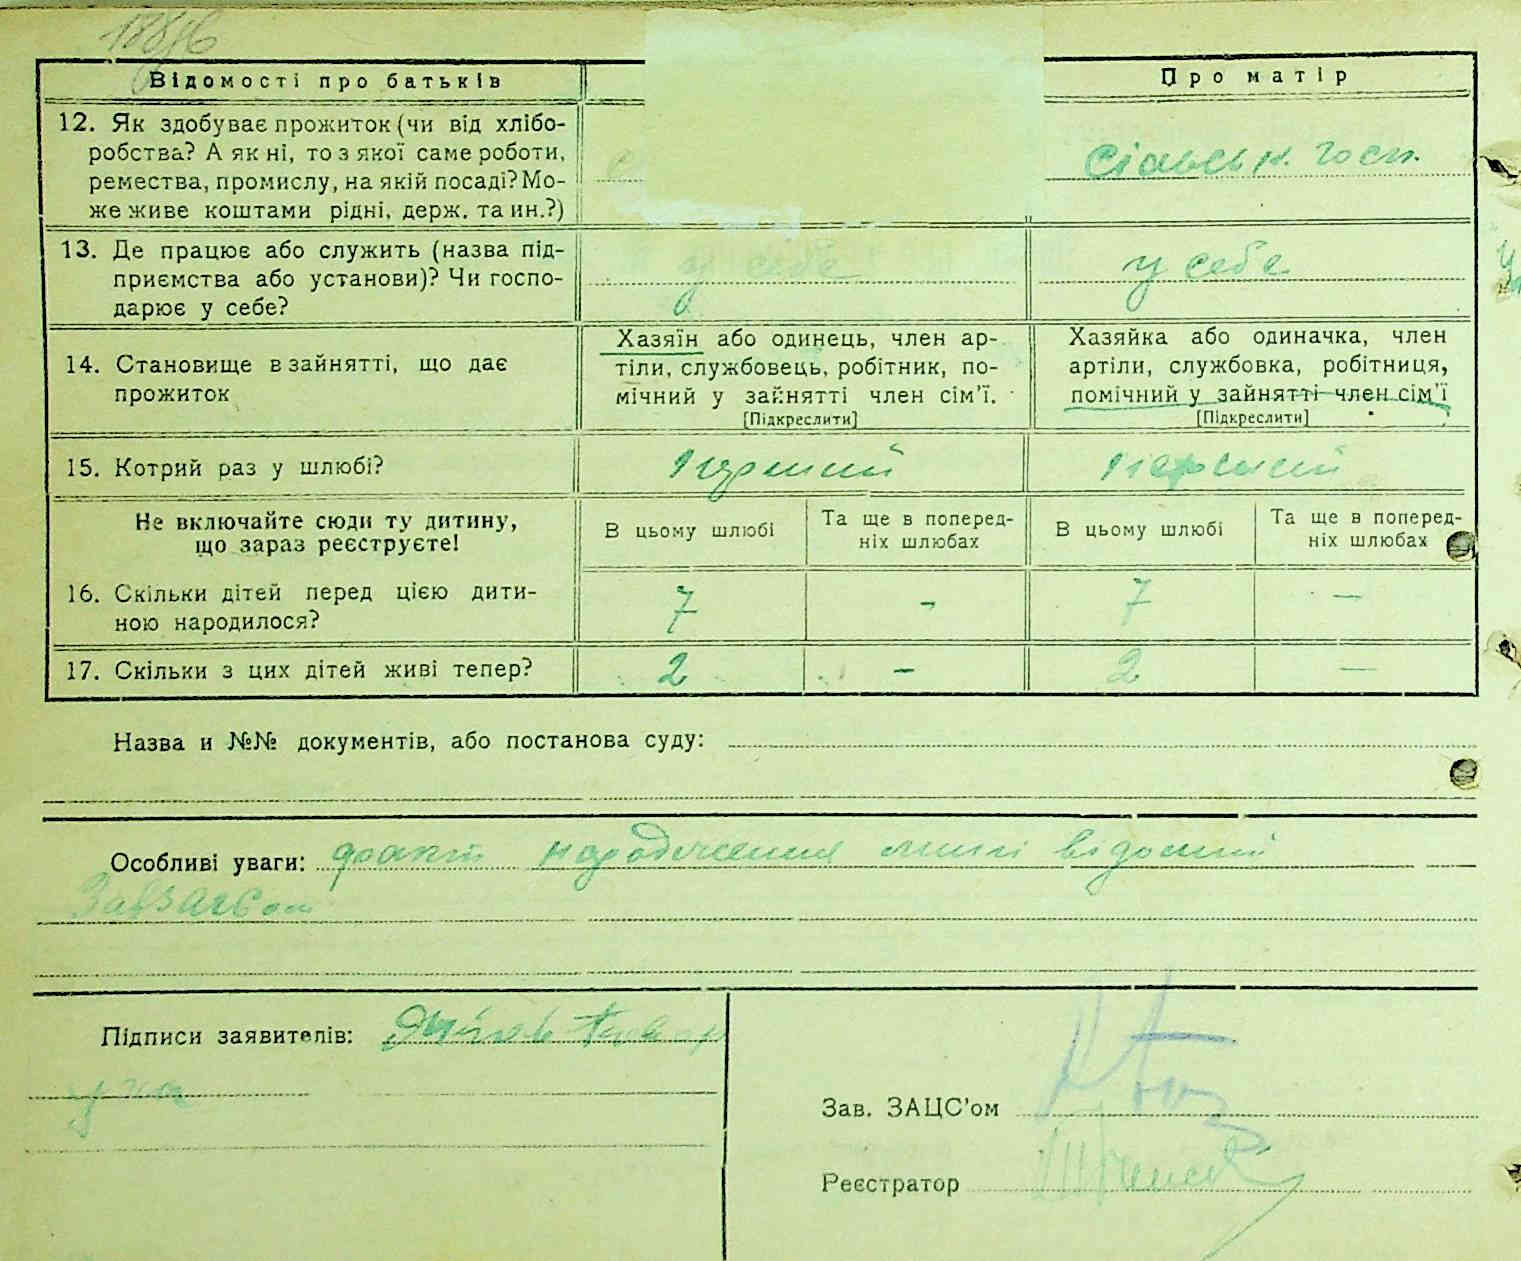 Відомості про батьків
Про матір
12. Як здобуває прожиток (чи від хлібо-
робства? А як ні, то з якої саме роботи,
ремества, промислу, на якій посаді? Мо-
же живе коштами рідні, держ. та ин.?)
сільськ. госп.
13. Де працює або служить (назва під-
приємства або установи)? Чи госпо-
дарює у себе?
у себе
у себе
14. Становище в зайнятті, що дає
прожиток
Хазяїн або одинець, член ар-
тіли, службовець, робітник, по-
мічний у зайнятті член сім'ї.
[Підкреслити]
Хазяйка або одиначка, член
артіли, службовка, робітниця,
помічний у зайнятті член сім'ї
[Підкреслити]
15. Котрий раз у шлюбі?
перший
перший
Не включайте сюди ту дитину,
що зараз реєструєте!
В цьому шлюбі
Та ще в поперед-
ніх шлюбах
В цьому шлюбі
Та ще в поперед-
ніх шлюбах
16. Скільки дітей перед цією дити-
ною народилося?
7 - 7 —
17. Скільки з цих дітей живі тепер?
2 - 2 —
Назва и №№ документів, або постанова суду:
Особливі уваги: факт народження мині відомий
Підписи заявителів:
Зав. ЗАЦС'ом
Реєстратор